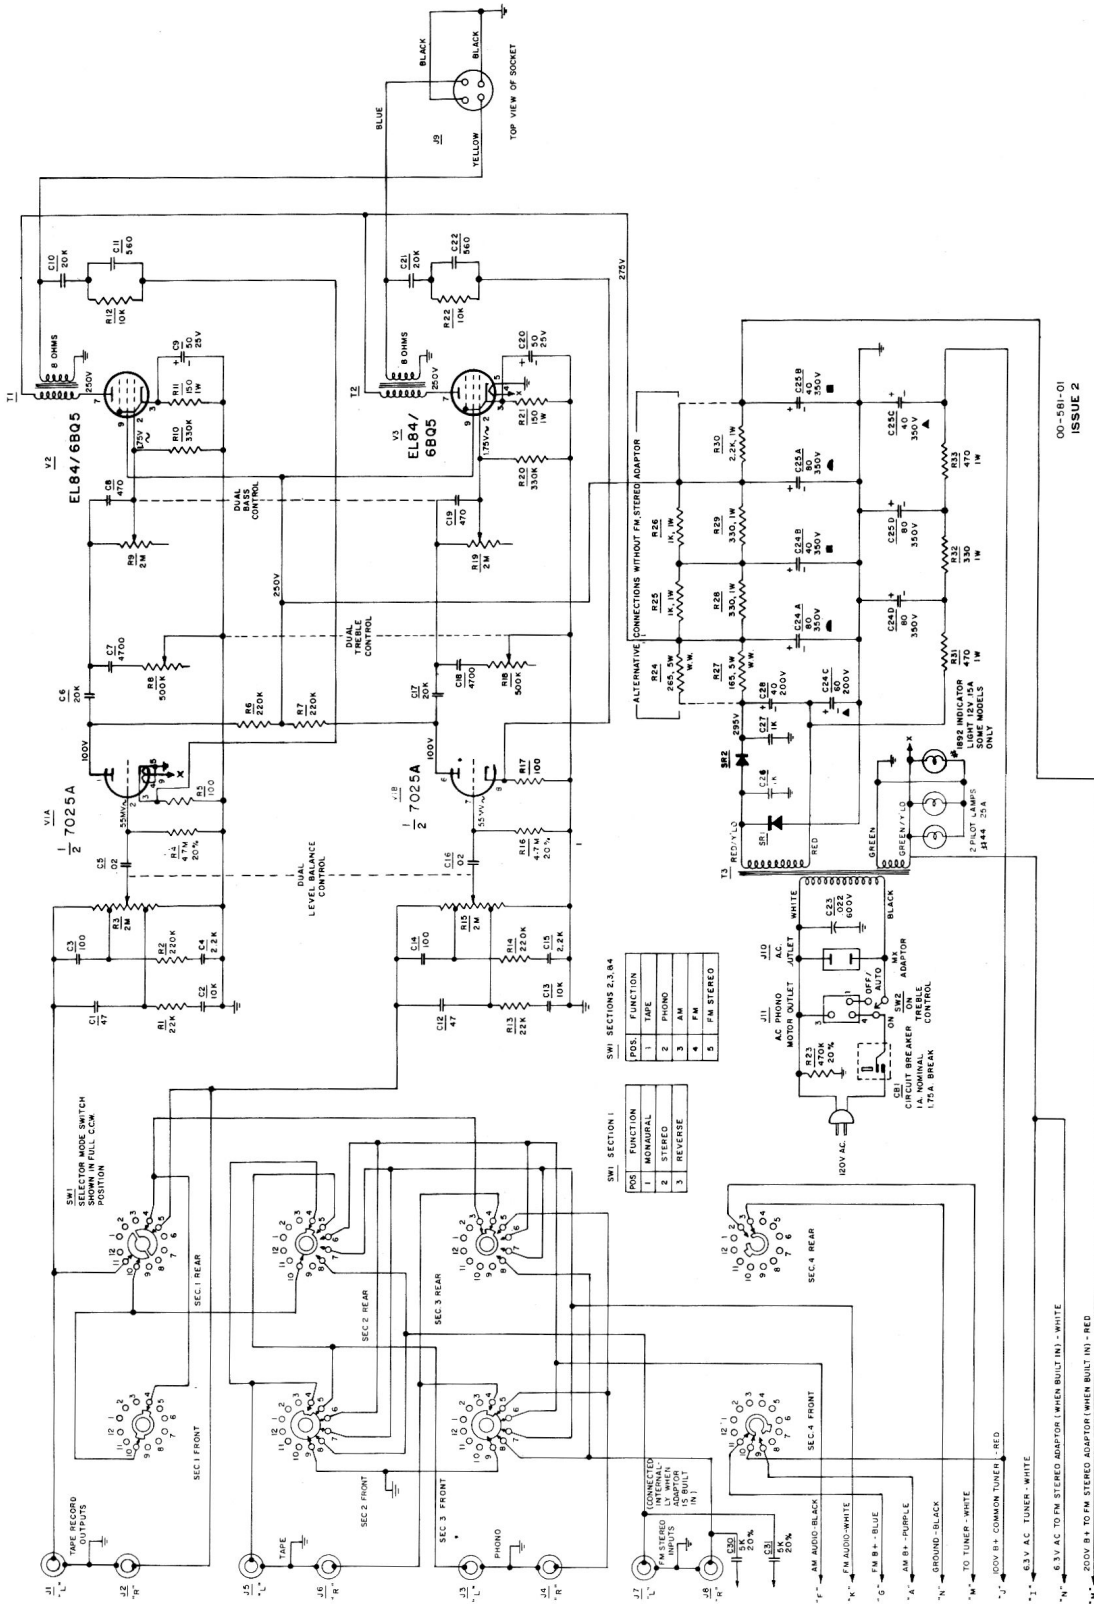 J1
"L"
TAPE RECORD
OUTPUTS
J2
"R"
J5
"L"
TAPE
J6
"R"
J3
"L"
PHONO
J4
"R"
J7
"L"
FM STEREO
INPUTS
J8
"R"
(CONNECTED
INTERNAL-
LY WHEN
ADAPTOR
IS BUILT
IN)
C30
5K
20%
C31
5K
20%
"F"
AM AUDIO-BLACK
"K"
FM AUDIO-WHITE
"G"
FM B+ -BLUE
"A"
AM B+ -PURPLE
"N"
GROUND-BLACK
"M"
TO TUNER-WHITE
"J"
100V B+ COMMON TUNER-RED
"I"
6.3V AC TUNER-WHITE
"N"
6.3V AC TO FM STEREO ADAPTOR (WHEN BUILT IN) - WHITE
"H"
200V B+ TO FM STEREO ADAPTOR (WHEN BUILT IN) - RED
SW1
SELECTOR MODE SWITCH
SHOWN IN FULL C.C.W.
POSITION
SEC.1 FRONT
SEC.1 REAR
SEC 2 FRONT
SEC 2 REAR
SEC 3 FRONT
SEC.3 REAR
SEC.4 FRONT
SEC.4 REAR
SW1 SECTION 1
POS FUNCTION
1 MONAURAL
2 STEREO
3 REVERSE
SW1 SECTIONS 2,3,&4
POS. FUNCTION
1 TAPE
2 PHONO
3 AM
4 FM
5 FM STEREO
C1
47
R1
22K
C2
10K
C3
100
R2
220K
C4
2.2K
R3
2M
C5
.02
R4
4.7M
20%
R5
100
V1A
1/2 7025A
55MV
100V
C6
20K
C7
4700
R8
500K
R6
220K
R7
220K
R9
2M
C8
470
R10
330K
R11
150
1W
C9
50
25V
V2
EL84/6BQ5
1.75V
250V
T1
8 OHMS
R12
10K
C10
20K
C11
560
DUAL
LEVEL BALANCE
CONTROL
DUAL
TREBLE
CONTROL
DUAL
BASS
CONTROL
250V
C12
47
R13
22K
C13
10K
C14
100
R14
220K
C15
2.2K
R15
2M
C16
.02
R16
4.7M
20%
R17
100
V1B
1/2 7025A
55MV
100V
C17
20K
C18
4700
R18
500K
R19
2M
C19
470
R20
330K
R21
150
1W
C20
50
25V
V3
EL84/
6BQ5
1.75V
250V
T2
8 OHMS
R22
10K
C21
20K
C22
560
275V
BLUE
YELLOW
BLACK
BLACK
J9
TOP VIEW OF SOCKET
ALTERNATIVE CONNECTIONS WITHOUT FM STEREO ADAPTOR
R24
265, 5W
W.W.
R25
1K, 1W
R26
1K, 1W
R27
165, 5W
W.W.
R28
330, 1W
R29
330, 1W
R30
2.2K, 1W
C28
40
200V
C24C
60
200V
C24A
80
350V
C24B
40
350V
C25A
80
350V
C25B
40
350V
C24D
80
350V
C25D
80
350V
C25C
40
350V
R31
470
1W
R32
330
1W
R33
470
1W
295V
C27
1K
SR2
C26
1K
SR1
T3
RED/YLO
RED
GREEN
GREEN/YLO
WHITE
BLACK
2 PILOT LAMPS
#44 .25A
1892 INDICATOR
LIGHT 12V .15A
SOME MODELS
ONLY
C23
.022
600V
J10
A.C.
OUTLET
MX
ADAPTOR
J11
A.C PHONO
MOTOR OUTLET
OFF/
AUTO
ON
SW2
ON
TREBLE
CONTROL
R23
470K
20%
CB1
CIRCUIT BREAKER
1A. NOMINAL
1.75A. BREAK
120V AC.
00-581-01
ISSUE 2